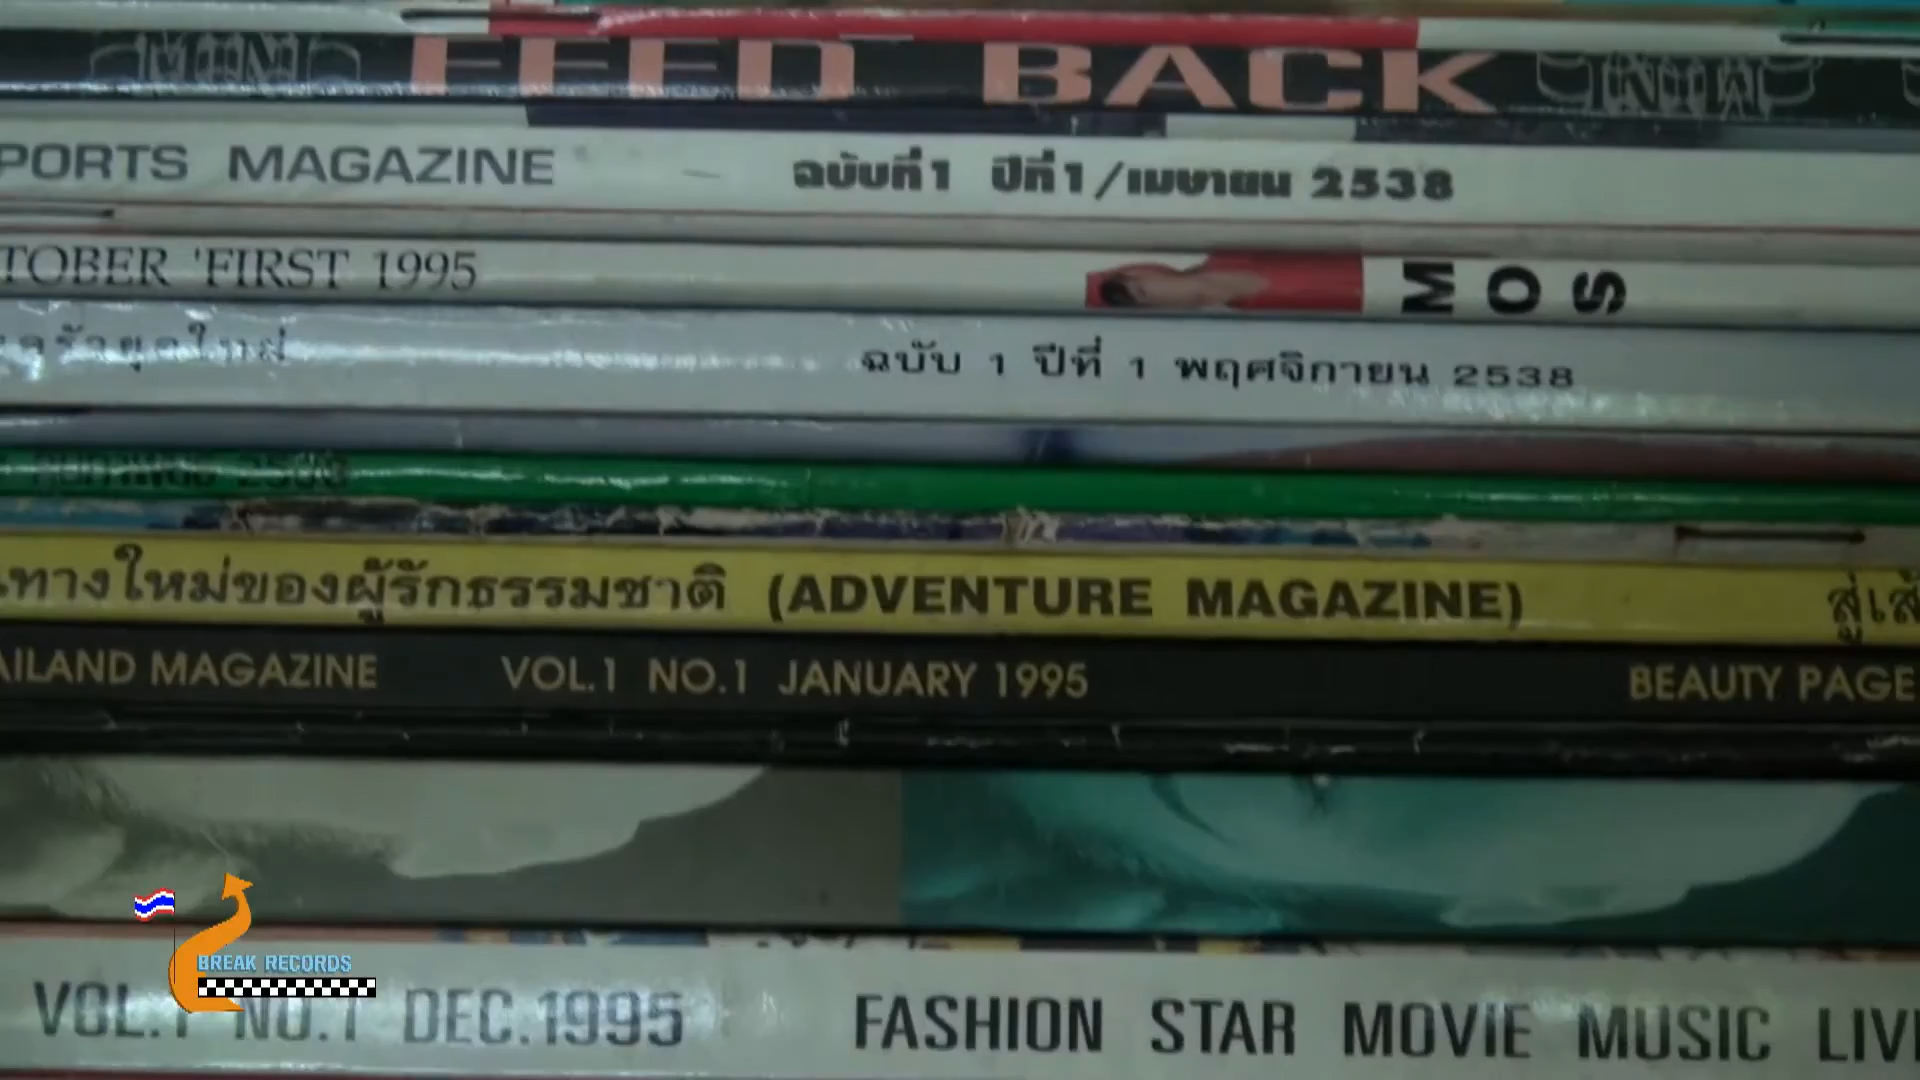 FEED BACK
PORTS MAGAZINE ฉบับที่ 1 ปีที่ 1/เมษายน 2538
TOBER 'FIRST 1995 MOS
ฉบับ 1 ปีที่ 1 พฤศจิกายน 2538
ทางใหม่ของผู้รักธรรมชาติ (ADVENTURE MAGAZINE) สู่เส้
AILAND MAGAZINE VOL.1 NO.1 JANUARY 1995 BEAUTY PAGE
BREAK RECORDS
VOL.1 NO.1 DEC.1995 FASHION STAR MOVIE MUSIC LIV